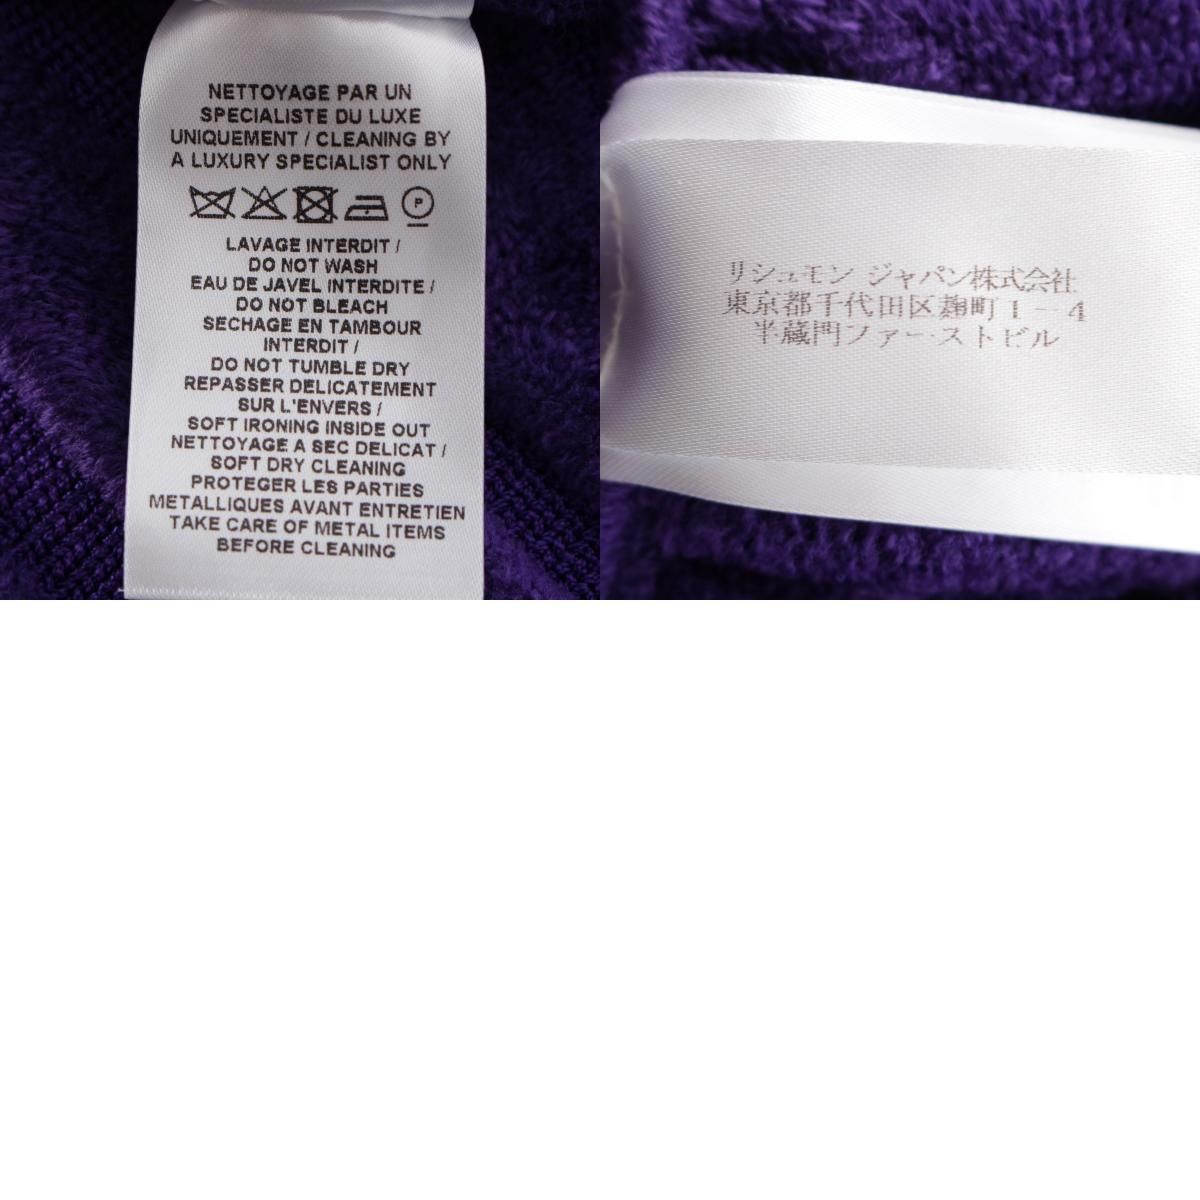 NETTOYAGE PAR UN
SPECIALISTE DU LUXE
UNIQUEMENT / CLEANING BY
A LUXURY SPECIALIST ONLY
P
LAVAGE INTERDIT /
DO NOT WASH
EAU DE JAVEL INTERDITE /
DO NOT BLEACH
SECHAGE EN TAMBOUR
INTERDIT /
DO NOT TUMBLE DRY
REPASSER DELICATEMENT
SUR L'ENVERS /
SOFT IRONING INSIDE OUT
NETTOYAGE A SEC DELICAT /
SOFT DRY CLEANING
PROTEGER LES PARTIES
METALLIQUES AVANT ENTRETIEN
TAKE CARE OF METAL ITEMS
BEFORE CLEANING
リシュモン ジャパン株式会社
東京都千代田区麹町1-4
半蔵門ファーストビル